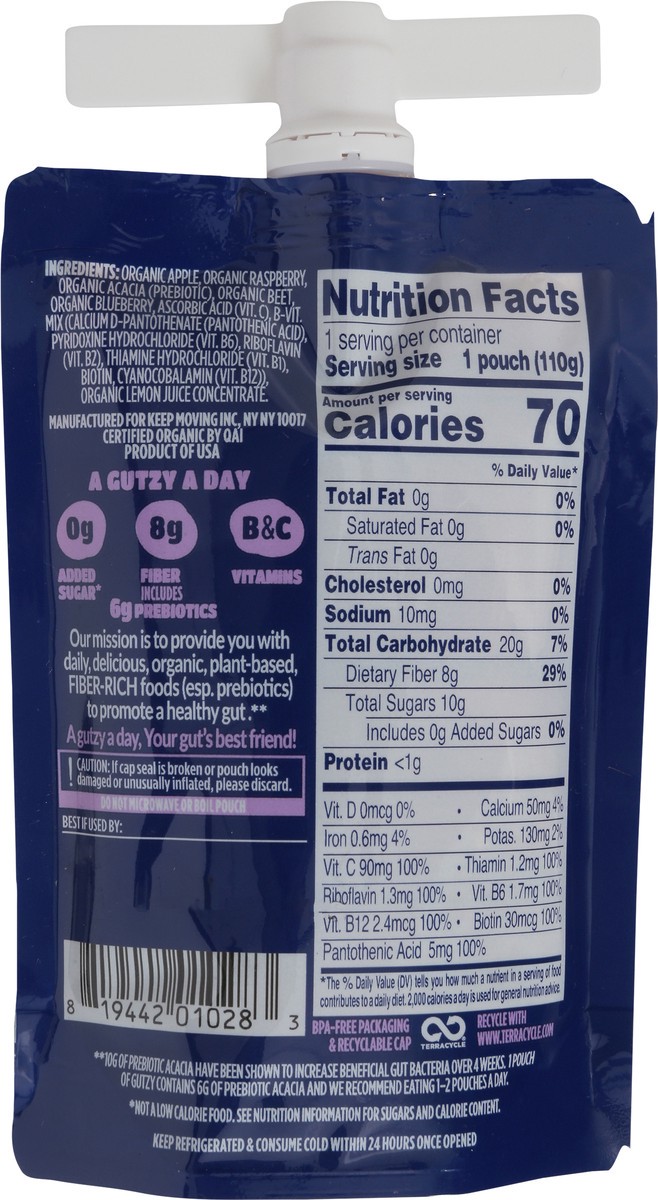 INGREDIENTS: ORGANIC APPLE, ORGANIC RASPBERRY,
ORGANIC ACACIA (PREBIOTIC), ORGANIC BEET,
ORGANIC BLUEBERRY, ASCORBIC ACID (VIT. C), B-VIT.
MIX (CALCIUM D-PANTOTHENATE (PANTOTHENIC ACID),
PYRIDOXINE HYDROCHLORIDE (VIT. B6), RIBOFLAVIN
(VIT. B2), THIAMINE HYDROCHLORIDE (VIT. B1),
BIOTIN, CYANOCOBALAMIN (VIT. B12)),
ORGANIC LEMON JUICE CONCENTRATE.
MANUFACTURED FOR KEEP MOVING INC, NY NY 10017
CERTIFIED ORGANIC BY QAI
PRODUCT OF USA
A GUTZY A DAY
0g 8g B&C
ADDED FIBER VITAMINS
SUGAR* INCLUDES
6g PREBIOTICS
Our mission is to provide you with
daily, delicious, organic, plant-based,
FIBER-RICH foods (esp. prebiotics)
to promote a healthy gut.**
A gutzy a day, Your gut's best friend!
! CAUTION: If cap seal is broken or pouch looks
damaged or unusually inflated, please discard.
DO NOT MICROWAVE OR BOIL POUCH
BEST IF USED BY:
8 19442 01028 3
Nutrition Facts
1 serving per container
Serving size 1 pouch (110g)
Amount per serving
Calories 70
% Daily Value*
Total Fat 0g 0%
Saturated Fat 0g 0%
Trans Fat 0g
Cholesterol 0mg 0%
Sodium 10mg 0%
Total Carbohydrate 20g 7%
Dietary Fiber 8g 29%
Total Sugars 10g
Includes 0g Added Sugars 0%
Protein <1g
Vit. D 0mcg 0% • Calcium 50mg 4%
Iron 0.6mg 4% • Potas. 130mg 2%
Vit. C 90mg 100% • Thiamin 1.2mg 100%
Riboflavin 1.3mg 100% • Vit. B6 1.7mg 100%
Vit. B12 2.4mcg 100% • Biotin 30mcg 100%
Pantothenic Acid 5mg 100%
*The % Daily Value (DV) tells you how much a nutrient in a serving of food
contributes to a daily diet. 2,000 calories a day is used for general nutrition advice.
BPA-FREE PACKAGING
& RECYCLABLE CAP
TERRACYCLE
RECYCLE WITH
WWW.TERRACYCLE.COM
**10G OF PREBIOTIC ACACIA HAVE BEEN SHOWN TO INCREASE BENEFICIAL GUT BACTERIA OVER 4 WEEKS. 1 POUCH
OF GUTZY CONTAINS 6G OF PREBIOTIC ACACIA AND WE RECOMMEND EATING 1-2 POUCHES A DAY.
*NOT A LOW CALORIE FOOD. SEE NUTRITION INFORMATION FOR SUGARS AND CALORIE CONTENT.
KEEP REFRIGERATED & CONSUME COLD WITHIN 24 HOURS ONCE OPENED